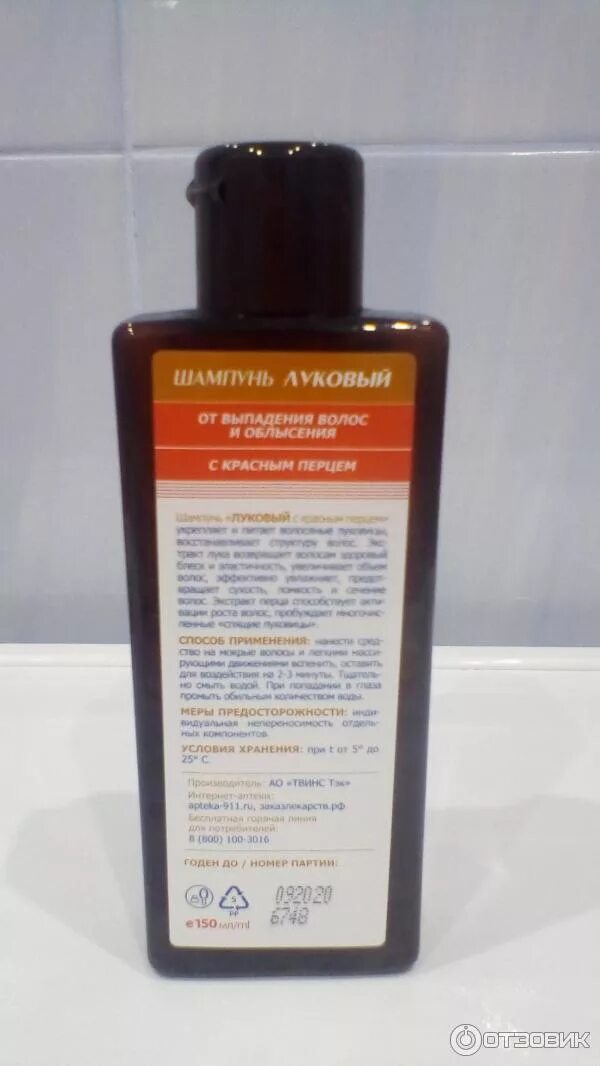 ШАМПУНЬ ЛУКОВЫЙ
ОТ ВЫПАДЕНИЯ ВОЛОС
И ОБЛЫСЕНИЯ
С КРАСНЫМ ПЕРЦЕМ
Шампунь «ЛУКОВЫЙ с красным перцем»
укрепляет и питает волосяные луковицы,
восстанавливает структуру волос. Экс-
тракт лука возвращает волосам здоровый
блеск и эластичность, увеличивает объем
волос, эффективно увлажняет, предот-
вращает сухость, ломкость и сечение
волос. Экстракт перца способствует акти-
вации роста волос, пробуждает многочис-
ленные «спящие луковицы».
СПОСОБ ПРИМЕНЕНИЯ: нанести сред-
ство на мокрые волосы и легкими масси-
рующими движениями вспенить, оставить
для воздействия на 2-3 минуты. Тщатель-
но смыть водой. При попадании в глаза
промыть обильным количеством воды.
МЕРЫ ПРЕДОСТОРОЖНОСТИ: инди-
видуальная непереносимость отдель-
ных компонентов.
УСЛОВИЯ ХРАНЕНИЯ: при t от 5° до
25° С.
Производитель: АО «ТВИНС Тэк»
Интернет-аптеки:
apteka-911.ru, заказлекарств.рф
Бесплатная горячая линия
для потребителей:
8 (800) 100-3016
ГОДЕН ДО / НОМЕР ПАРТИИ:
092020
6748
5
PP
℮150 мл/ml
ОТЗОВИК